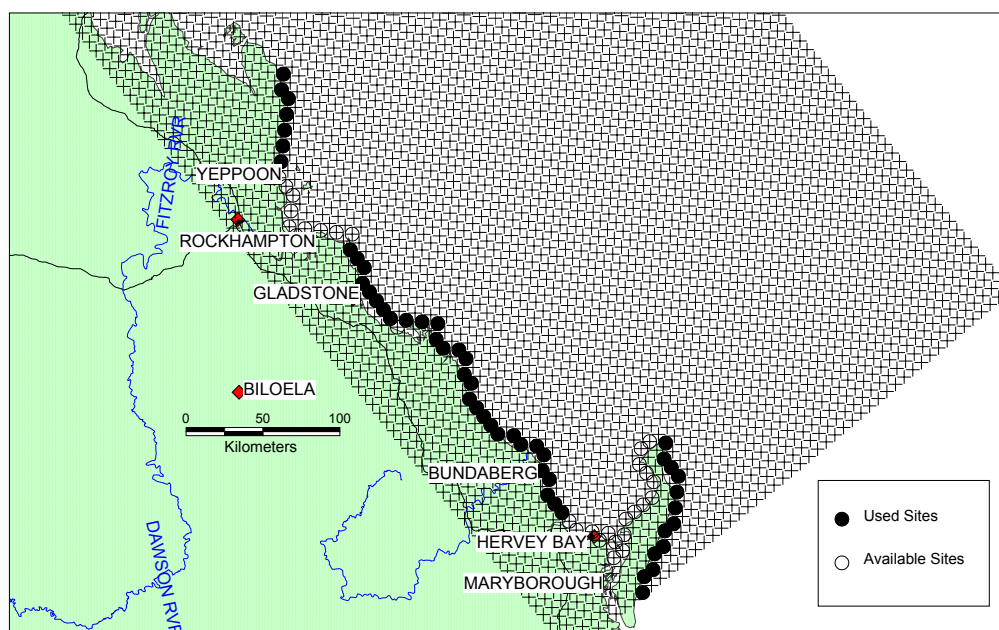 YEPPOON
FITZROY RVR
ROCKHAMPTON
GLADSTONE
BILOELA
0 50 100
Kilometers
BUNDABERG
HERVEY BAY
MARYBOROUGH
DAWSON RVR
Used Sites
Available Sites